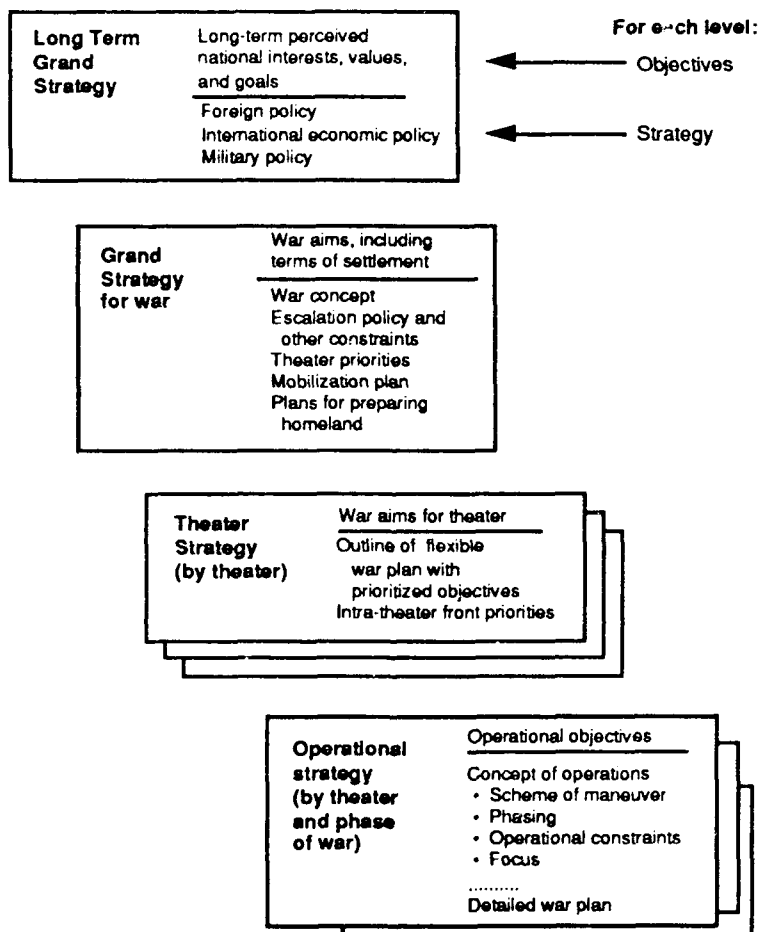 Long Term
Grand
Strategy
Long-term perceived
national interests, values,
and goals
Foreign policy
International economic policy
Military policy
For e-ch level:
Objectives
Strategy
Grand
Strategy
for war
War aims, including
terms of settlement
War concept
Escalation policy and
other constraints
Theater priorities
Mobilization plan
Plans for preparing
homeland
Theater
Strategy
(by theater)
War aims for theater
Outline of flexible
war plan with
prioritized objectives
Intra-theater front priorities
Operational
strategy
(by theater
and phase
of war)
Operational objectives
Concept of operations
• Scheme of maneuver
• Phasing
• Operational constraints
• Focus
..........
Detailed war plan